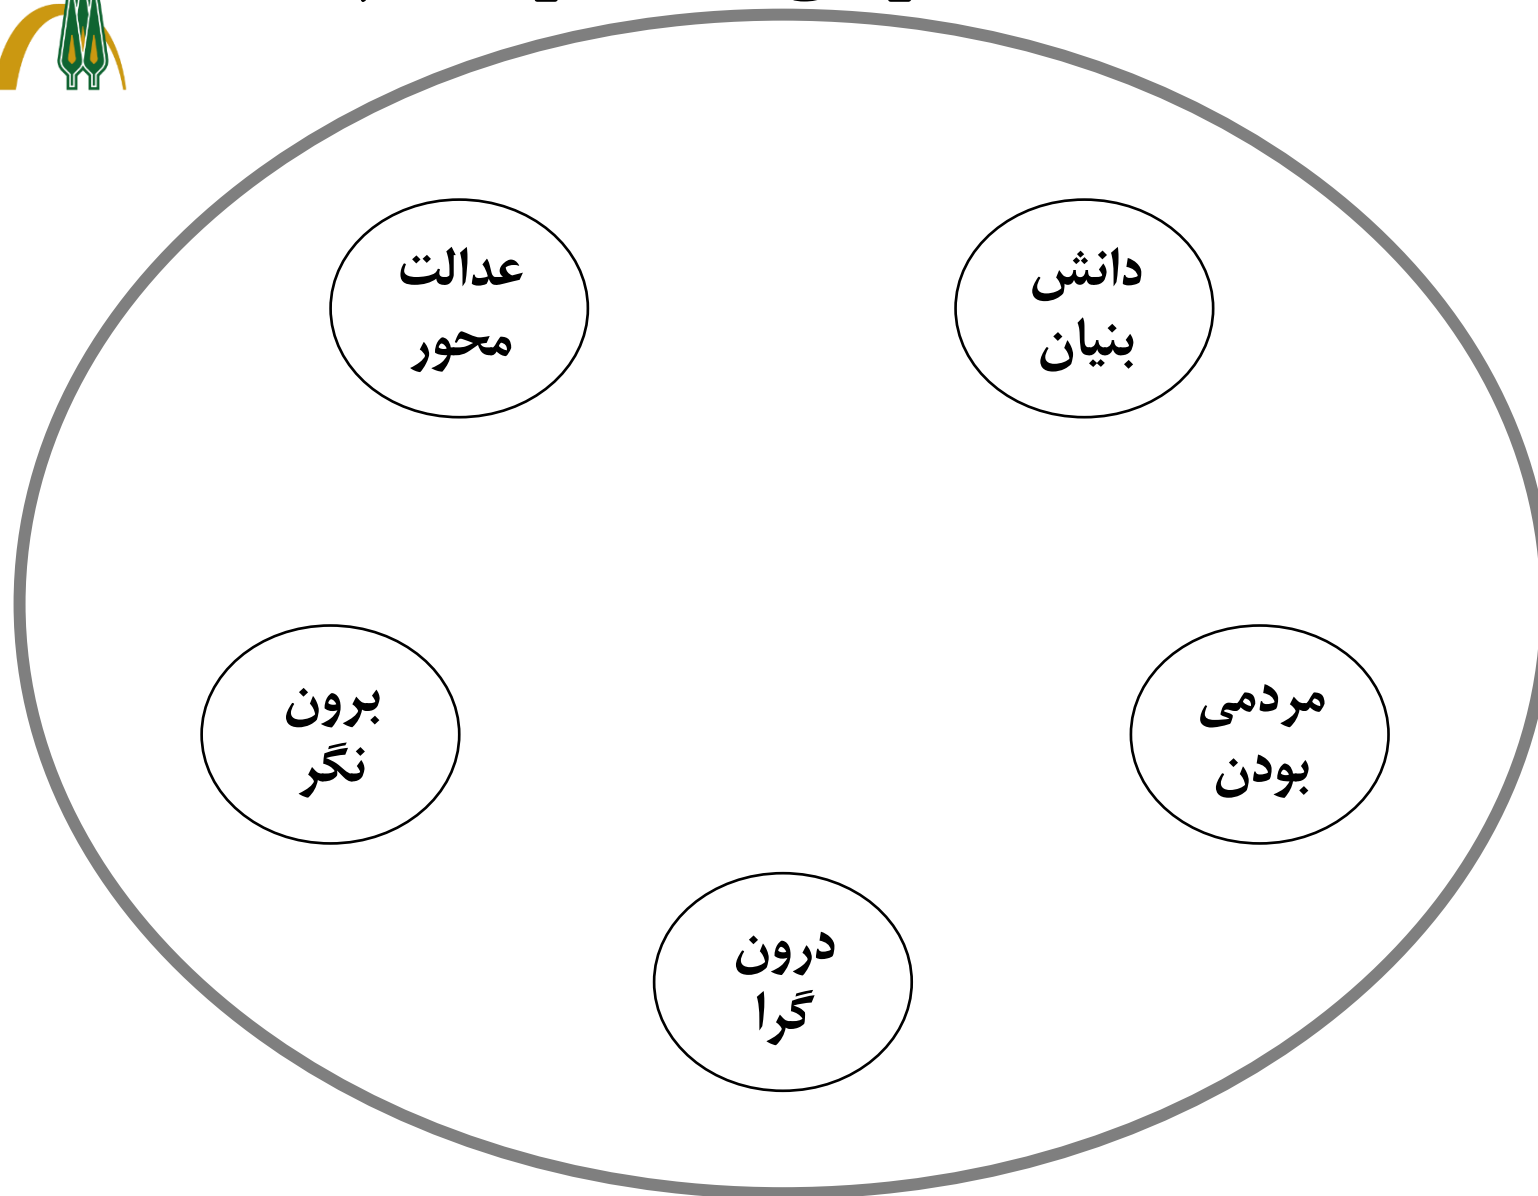 دانش
بنیان
عدالت
محور
مردمی
بودن
برون
نگر
درون
گرا